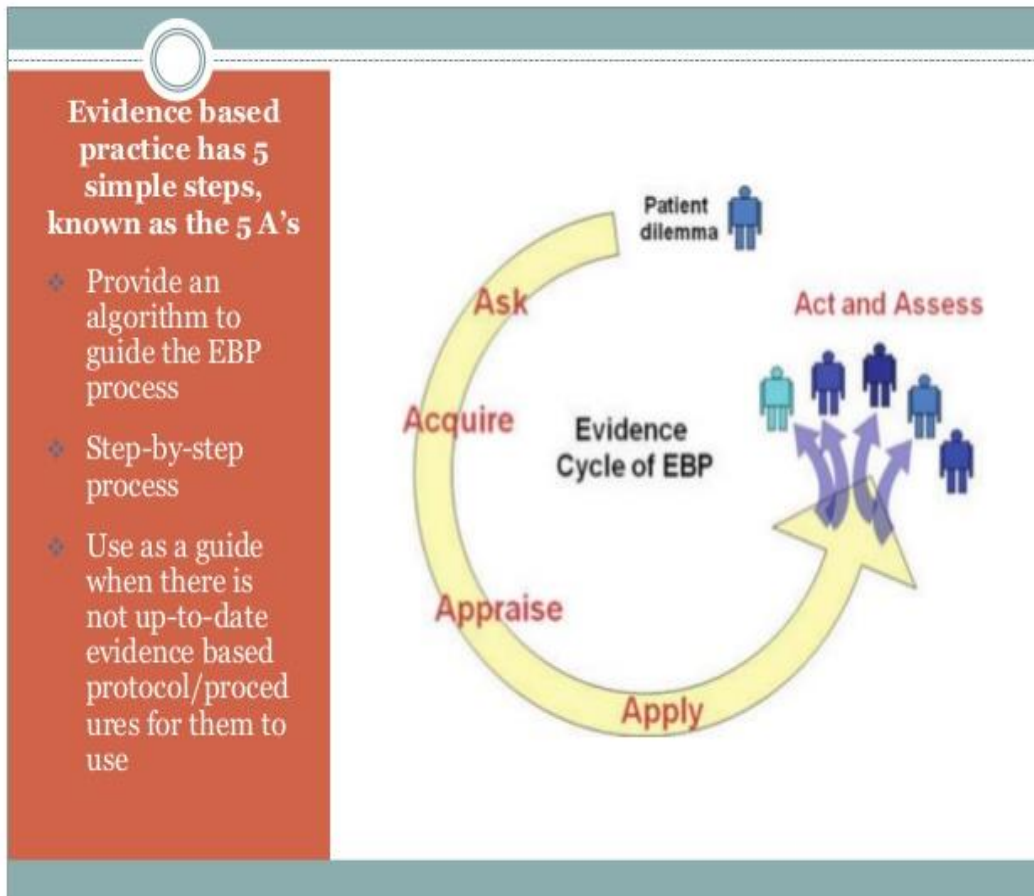 Evidence based
practice has 5
simple steps,
known as the 5 A's
Provide an
algorithm to
guide the EBP
process
Step-by-step
process
Use as a guide
when there is
not up-to-date
evidence based
protocol/proced
ures for them to
use
Patient
dilemma
Ask
Acquire
Appraise
Apply
Act and Assess
Evidence
Cycle of EBP